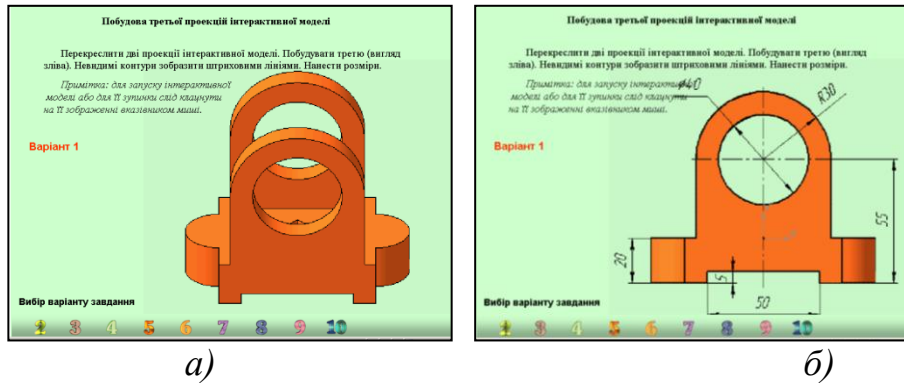 Побудова третьої проекцій інтерактивної моделі
Перекреслити дві проекції інтерактивної моделі. Побудувати третю (вигляд
зліва). Невидимі контури зобразити штриховими лініями. Нанести розміри.
Примітка: для запуску інтерактивної
моделі або для її зупинки слід клацнути
на її зображенні вказівником миші.
Варіант 1
Вибір варіанту завдання
2 3 4 5 6 7 8 9 10
а)
Побудова третьої проекцій інтерактивної моделі
Перекреслити дві проекції інтерактивної моделі. Побудувати третю (вигляд
зліва). Невидимі контури зобразити штриховими лініями. Нанести розміри.
Примітка: для запуску інтерактивної
моделі або для її зупинки слід клацнути
на її зображенні вказівником миші.
Варіант 1
ø40
R30
55
20
5
50
Вибір варіанту завдання
2 3 4 5 6 7 8 9 10
б)